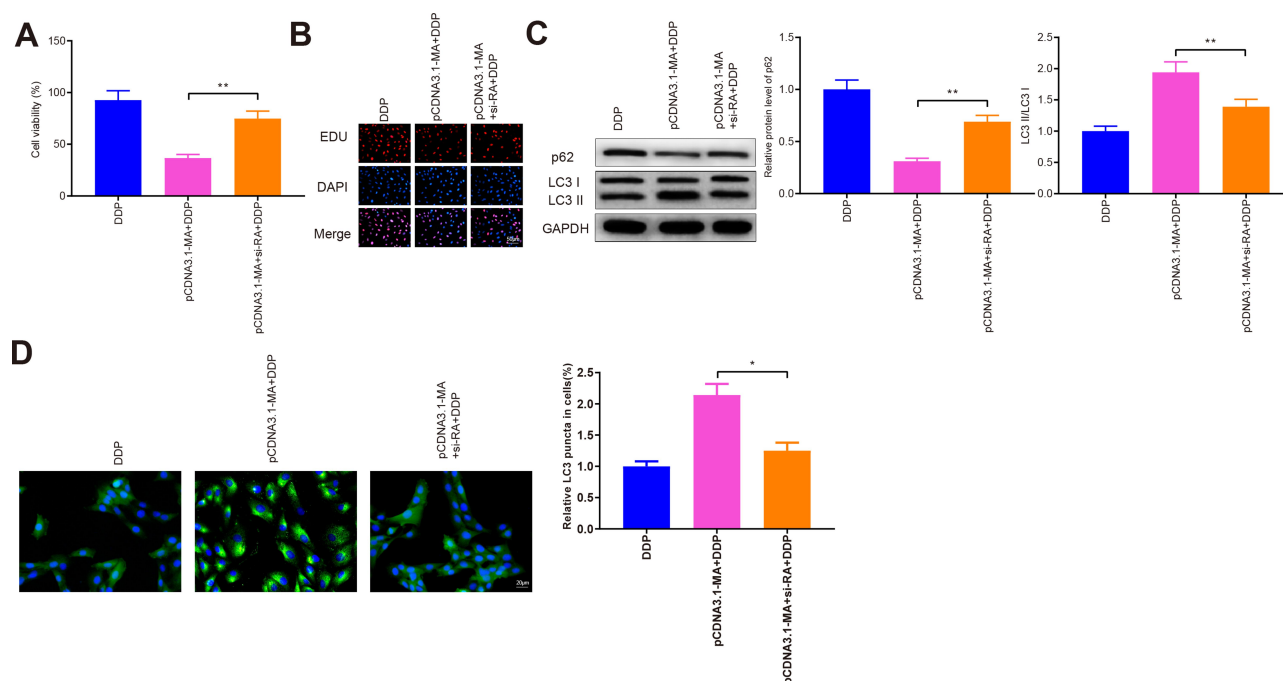 A
Cell viability (%)
150
100
50
0
**
DDP
pCDNA3.1-MA+DDP
pCDNA3.1-MA+si-RA+DDP
B
DDP
pCDNA3.1-MA+DDP
pCDNA3.1-MA
+si-RA+DDP
EDU
DAPI
Merge
50μm
C
DDP
pCDNA3.1-MA+DDP
pCDNA3.1-MA
+si-RA+DDP
p62
LC3 I
LC3 II
GAPDH
Relative protein level of p62
1.5
1.0
0.5
0.0
**
DDP
pCDNA3.1-MA+DDP
pCDNA3.1-MA+si-RA+DDP
LC3 II/LC3 I
2.5
2.0
1.5
1.0
0.5
0.0
**
DDP
pCDNA3.1-MA+DDP
pCDNA3.1-MA+si-RA+DDP
D
DDP
pCDNA3.1-MA+DDP
pCDNA3.1-MA
+si-RA+DDP
20μm
Relative LC3 puncta in cells(%)
2.5
2.0
1.5
1.0
0.5
0.0
*
DDP
pCDNA3.1-MA+DDP
pCDNA3.1-MA+si-RA+DDP